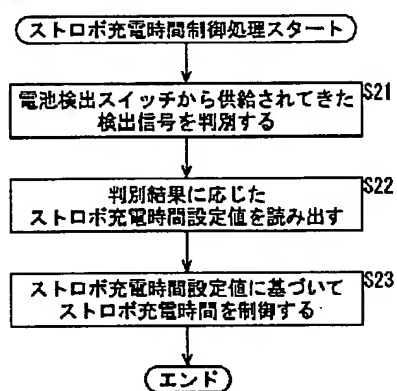 ストロボ充電時間制御処理スタート
S21
電池検出スイッチから供給されてきた
検出信号を判別する
S22
判別結果に応じた
ストロボ充電時間設定値を読み出す
S23
ストロボ充電時間設定値に基づいて
ストロボ充電時間を制御する
エンド